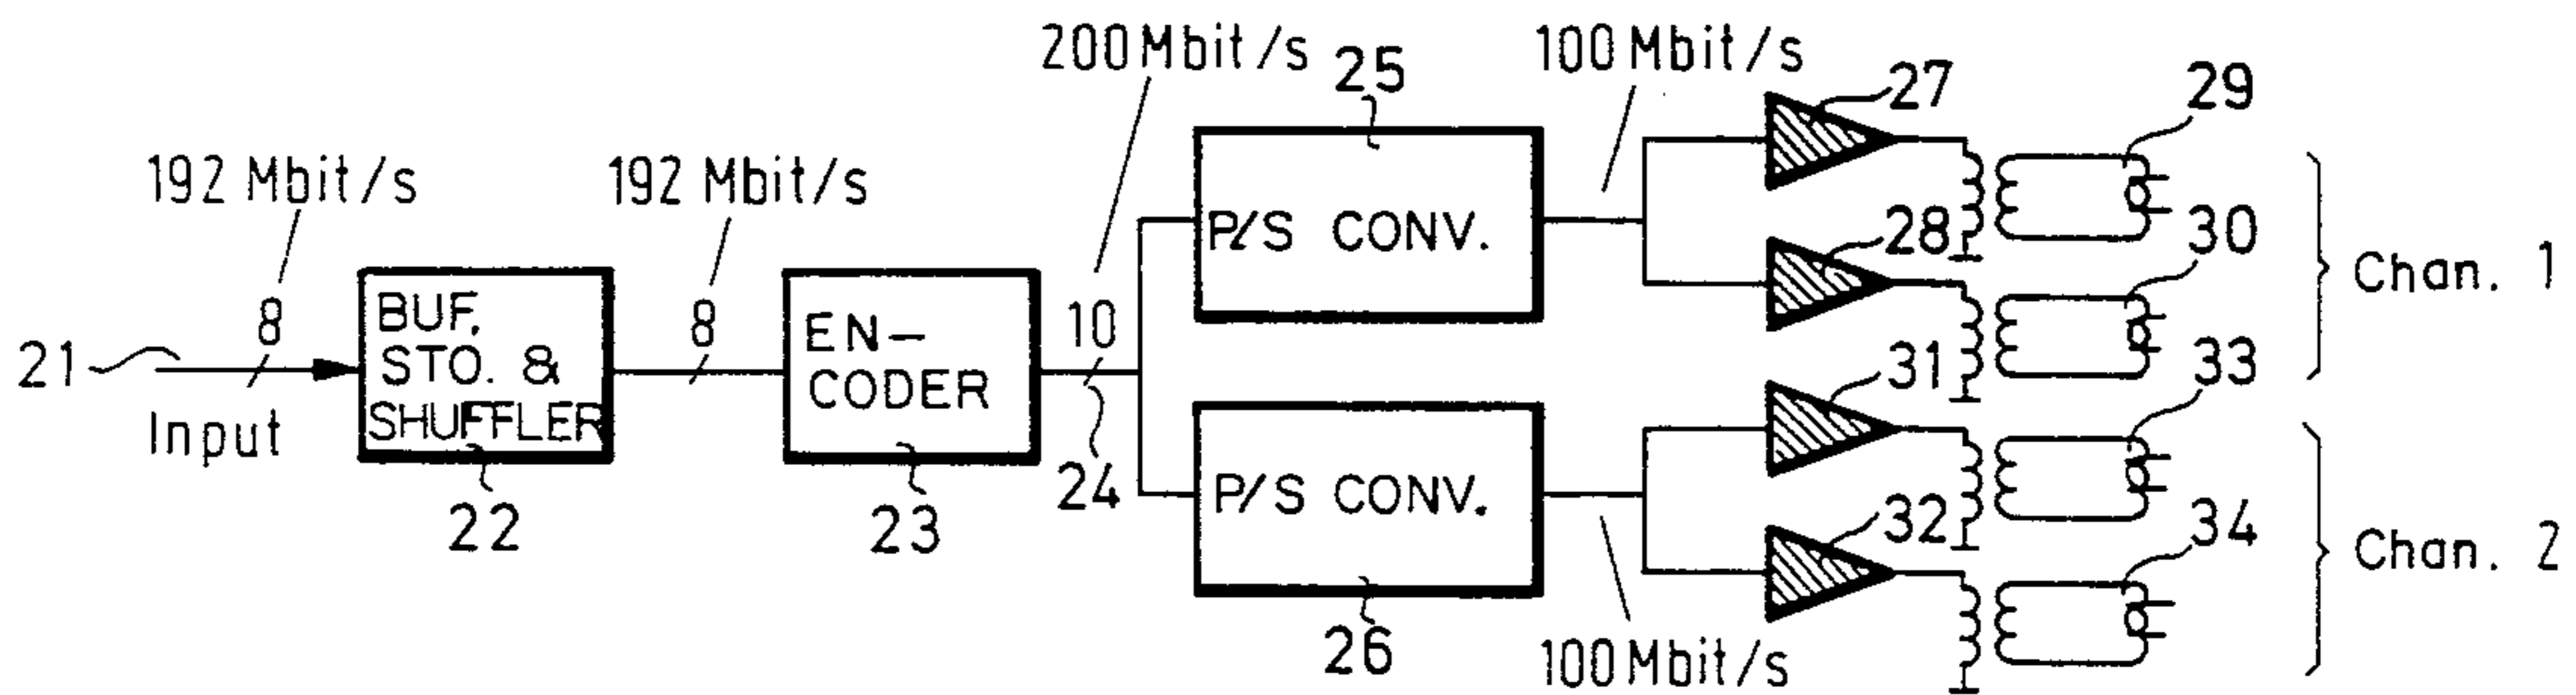 200 Mbit/s
25
100 Mbit/s
27
29
192 Mbit/s
192 Mbit/s
P/S CONV.
28
30
Chan. 1
8
8
10
21
BUF.
STO. &
SHUFFLER
EN-
CODER
31
33
Input
22
23
24
P/S CONV.
32
34
Chan. 2
26
100 Mbit/s